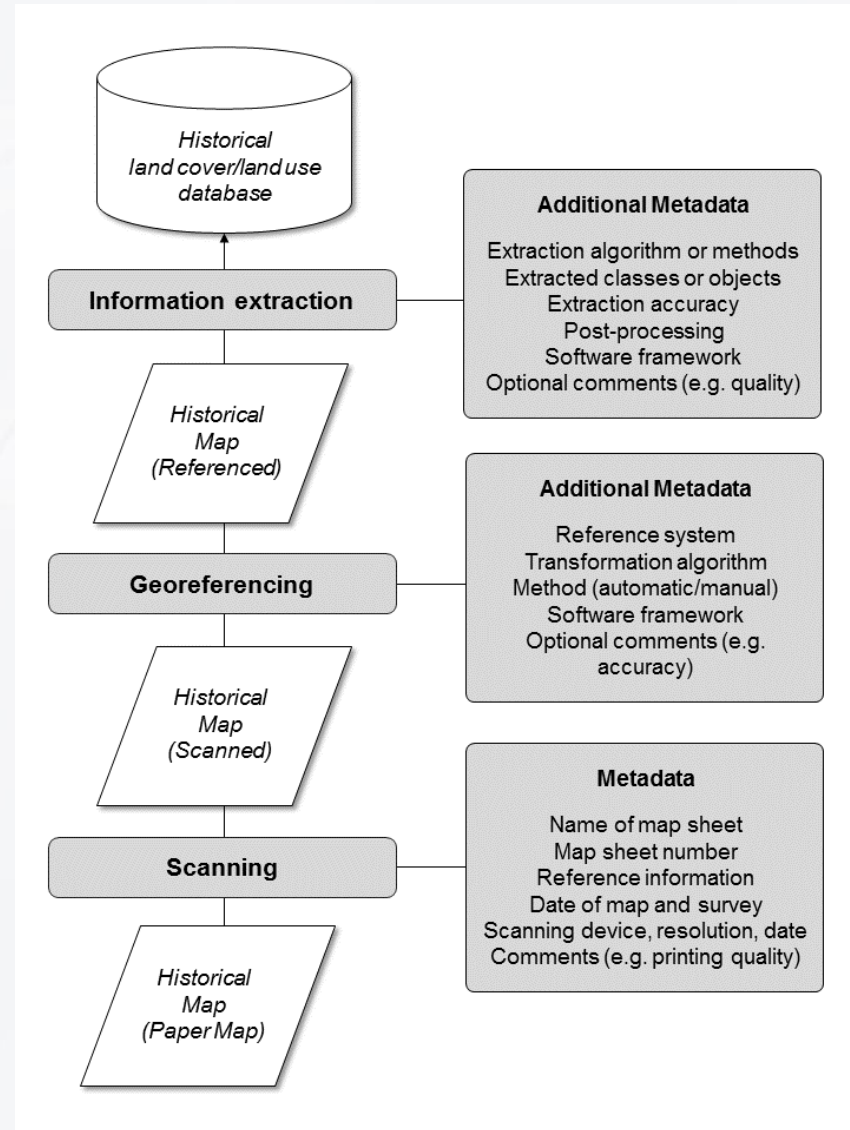 Historical
land cover/land use
database
Additional Metadata
Extraction algorithm or methods
Extracted classes or objects
Extraction accuracy
Post-processing
Software framework
Optional comments (e.g. quality)
Information extraction
Historical
Map
(Referenced)
Additional Metadata
Reference system
Transformation algorithm
Method (automatic/manual)
Software framework
Optional comments (e.g.
accuracy)
Georeferencing
Historical
Map
(Scanned)
Metadata
Name of map sheet
Map sheet number
Reference information
Date of map and survey
Scanning device, resolution, date
Comments (e.g. printing quality)
Scanning
Historical
Map
(Paper Map)